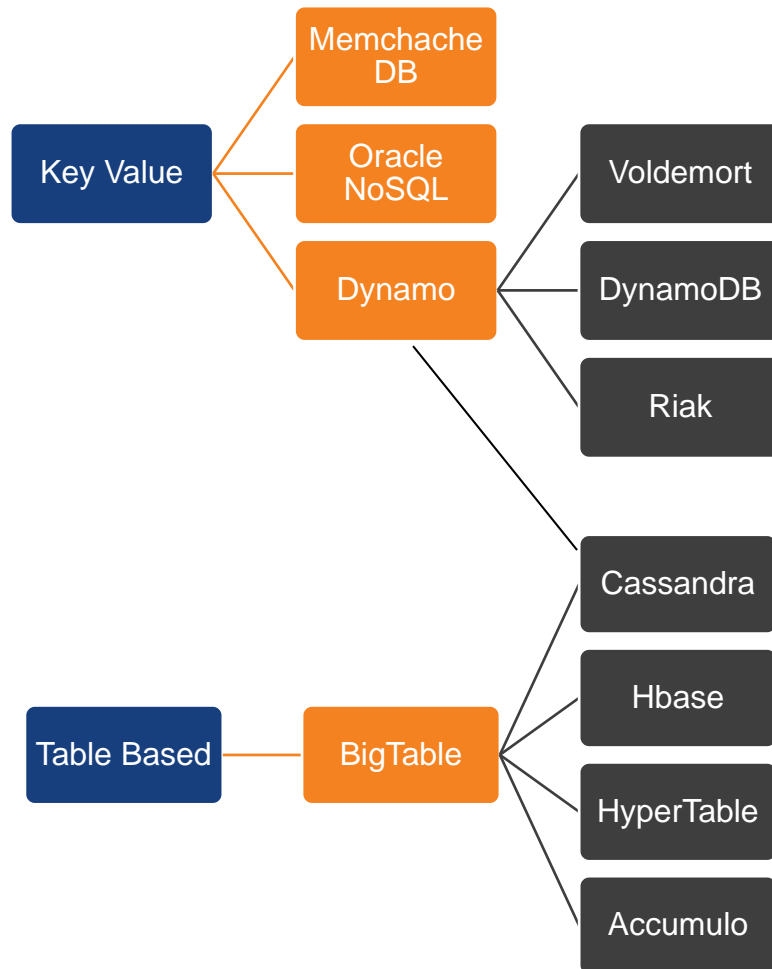 Memchache
DB
Key Value
Oracle
NoSQL
Voldemort
Dynamo
DynamoDB
Riak
Cassandra
Hbase
Table Based
BigTable
HyperTable
Accumulo